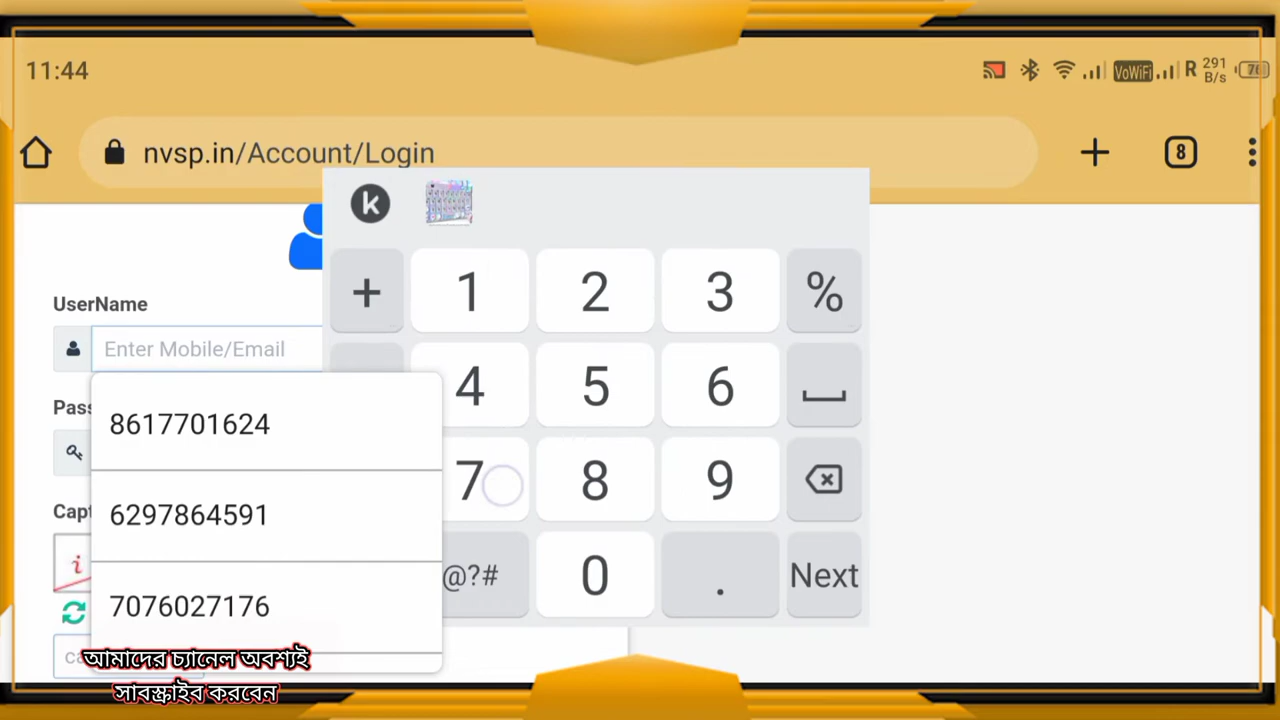 11:44
VoWiFi R 291 B/s 76
nvsp.in/Account/Login
8
k
UserName
Enter Mobile/Email
Pass
Capt
8617701624
6297864591
7076027176
+ 1 2 3 %
4 5 6
7 8 9
@?# 0 . Next
আমাদের চ্যানেল অবশ্যই
সাবস্ক্রাইব করবেন